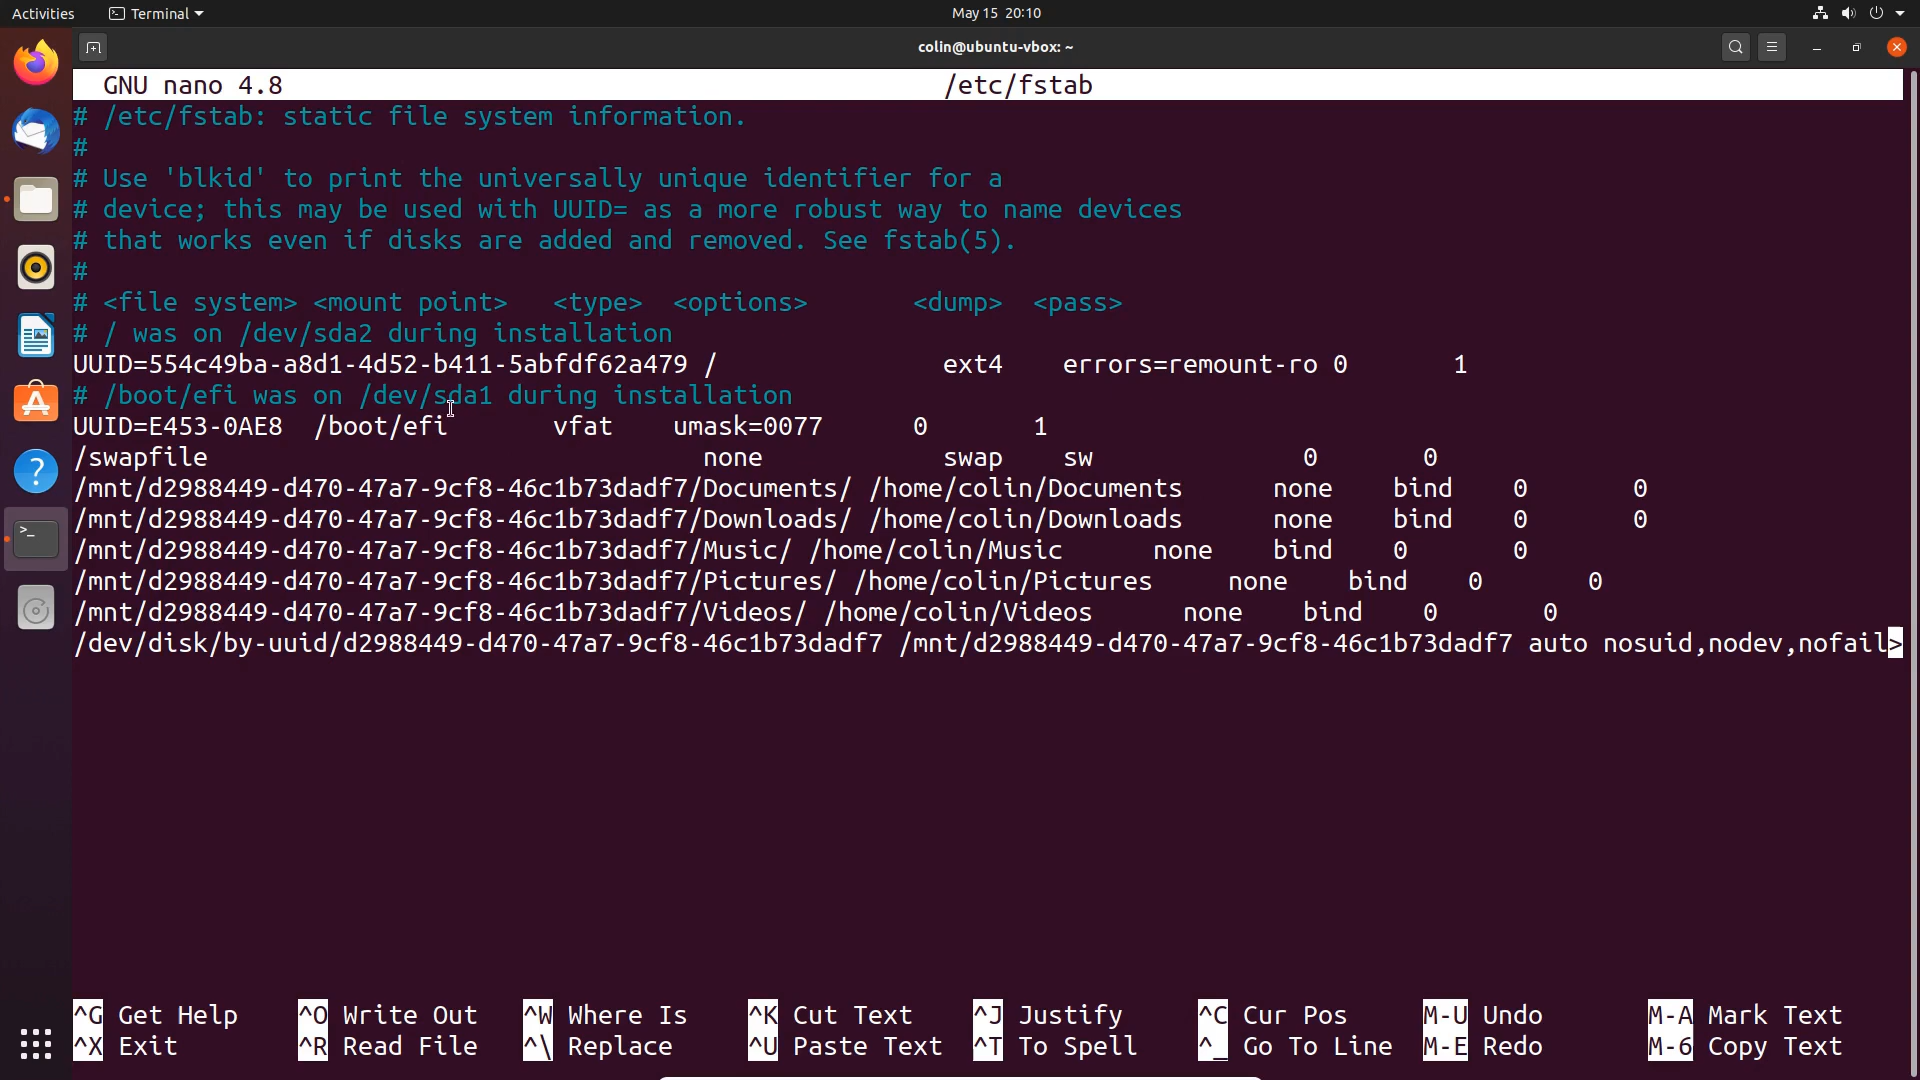 Activities Terminal May 15 20:10
colin@ubuntu-vbox: ~
GNU nano 4.8 /etc/fstab
# /etc/fstab: static file system information.
#
# Use 'blkid' to print the universally unique identifier for a
# device; this may be used with UUID= as a more robust way to name devices
# that works even if disks are added and removed. See fstab(5).
#
# <file system> <mount point>   <type>  <options>       <dump>  <pass>
# / was on /dev/sda2 during installation
UUID=554c49ba-a8d1-4d52-b411-5abfdf62a479 /               ext4    errors=remount-ro 0       1
# /boot/efi was on /dev/sda1 during installation
UUID=E453-0AE8  /boot/efi       vfat    umask=0077      0       1
/swapfile                                 none            swap    sw              0       0
/mnt/d2988449-d470-47a7-9cf8-46c1b73dadf7/Documents/ /home/colin/Documents      none    bind    0       0
/mnt/d2988449-d470-47a7-9cf8-46c1b73dadf7/Downloads/ /home/colin/Downloads      none    bind    0       0
/mnt/d2988449-d470-47a7-9cf8-46c1b73dadf7/Music/ /home/colin/Music      none    bind    0       0
/mnt/d2988449-d470-47a7-9cf8-46c1b73dadf7/Pictures/ /home/colin/Pictures     none    bind    0       0
/mnt/d2988449-d470-47a7-9cf8-46c1b73dadf7/Videos/ /home/colin/Videos      none    bind    0       0
/dev/disk/by-uuid/d2988449-d470-47a7-9cf8-46c1b73dadf7 /mnt/d2988449-d470-47a7-9cf8-46c1b73dadf7 auto nosuid,nodev,nofail>
^G Get Help ^O Write Out ^W Where Is ^K Cut Text ^J Justify ^C Cur Pos M-U Undo M-A Mark Text
^X Exit ^R Read File ^\ Replace ^U Paste Text ^T To Spell ^_ Go To Line M-E Redo M-6 Copy Text